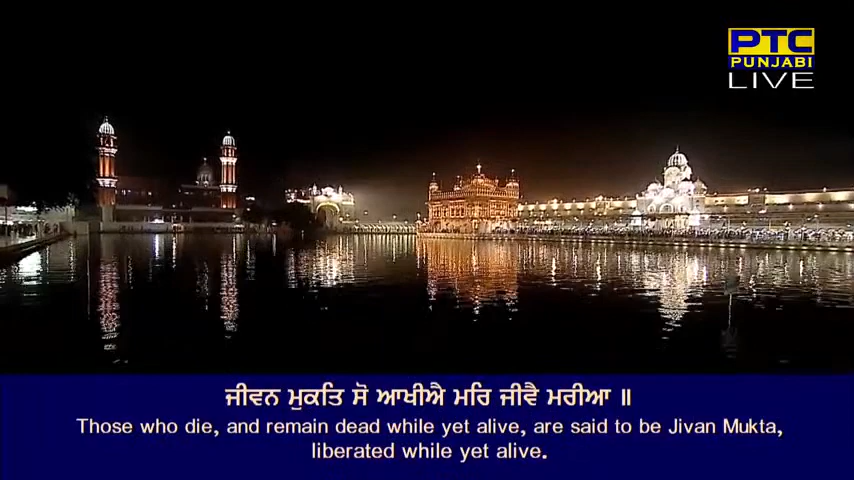 PTC
PUNJABI
LIVE
ਜੀਵਨ ਮੁਕਤਿ ਸੋ ਆਖੀਐ ਮਰਿ ਜੀਵੈ ਮਰੀਆ ॥
Those who die, and remain dead while yet alive, are said to be Jivan Mukta,
liberated while yet alive.